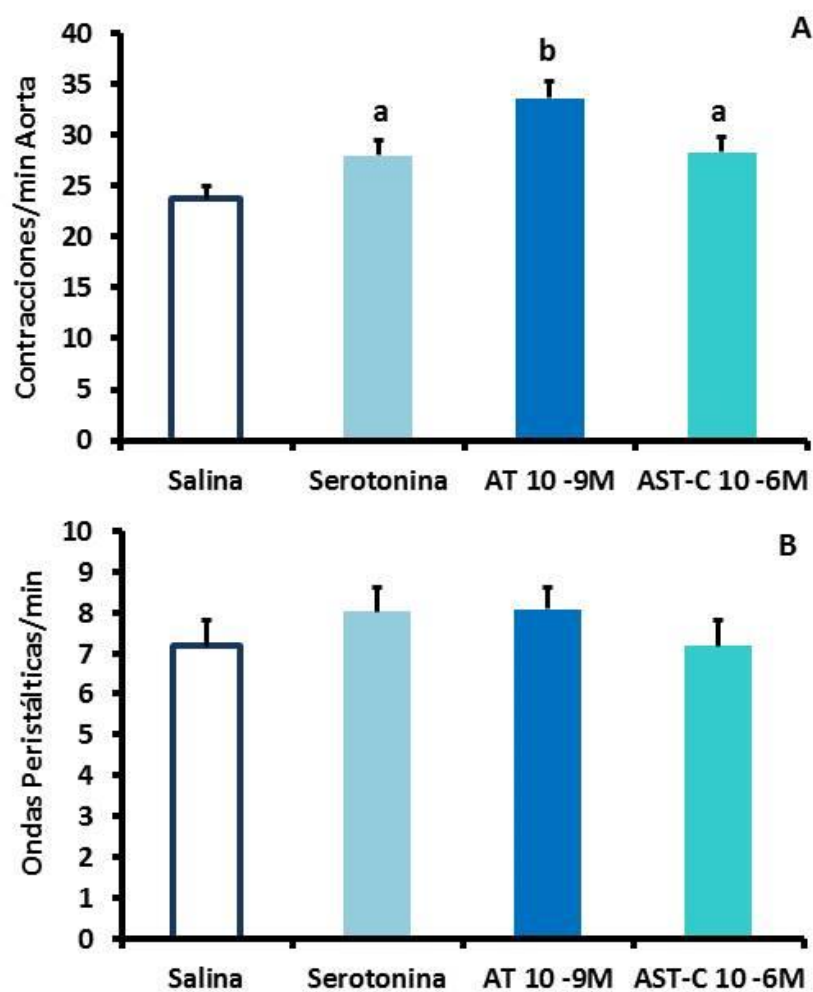 A
Contracciones/min Aorta
40
35
30
25
20
15
10
5
0
a
b
a
Salina Serotonina AT 10 -9M AST-C 10 -6M
B
Ondas Peristálticas/min
10
9
8
7
6
5
4
3
2
1
0
Salina Serotonina AT 10 -9M AST-C 10 -6M